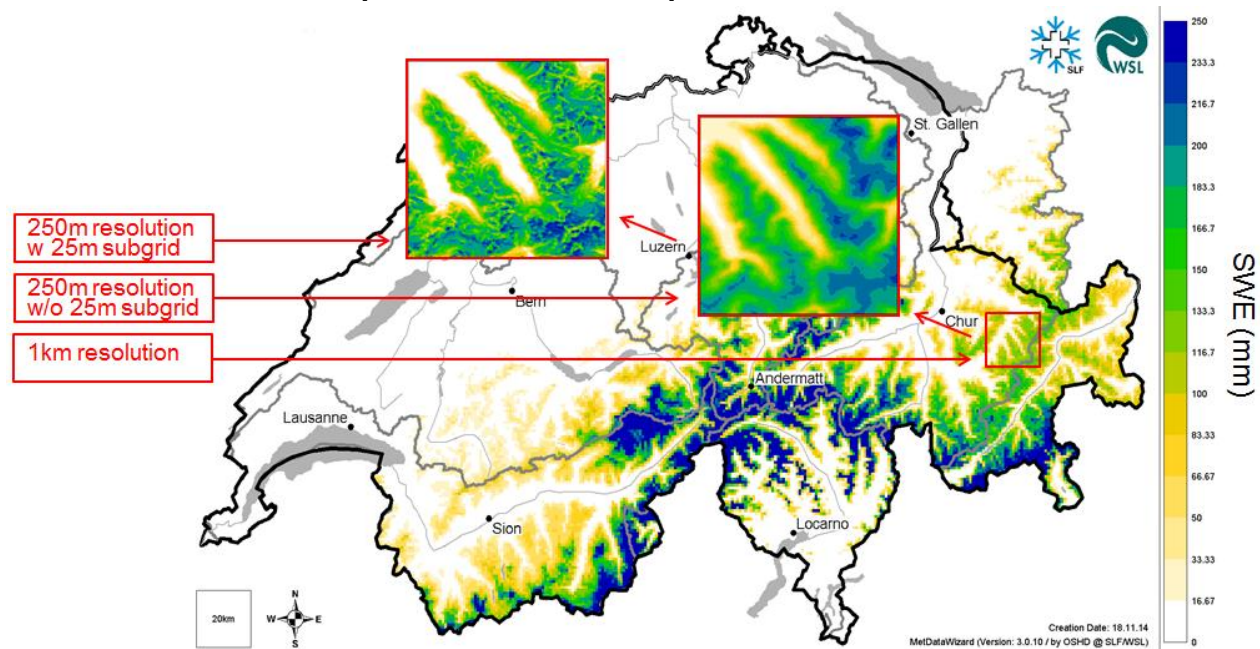 SLF
WSL
250m resolution
w 25m subgrid
250m resolution
w/o 25m subgrid
1km resolution
St. Gallen
Luzern
Bern
Chur
Andermatt
Lausanne
Sion
Locarno
20km
N
W
E
S
250
233.3
216.7
200
183.3
166.7
150
133.3
116.7
100
83.33
66.67
50
33.33
16.67
0
SWE (mm)
Creation Date: 18.11.14
MetDataWizard (Version: 3.0.10 / by OSHD @ SLF/WSL)